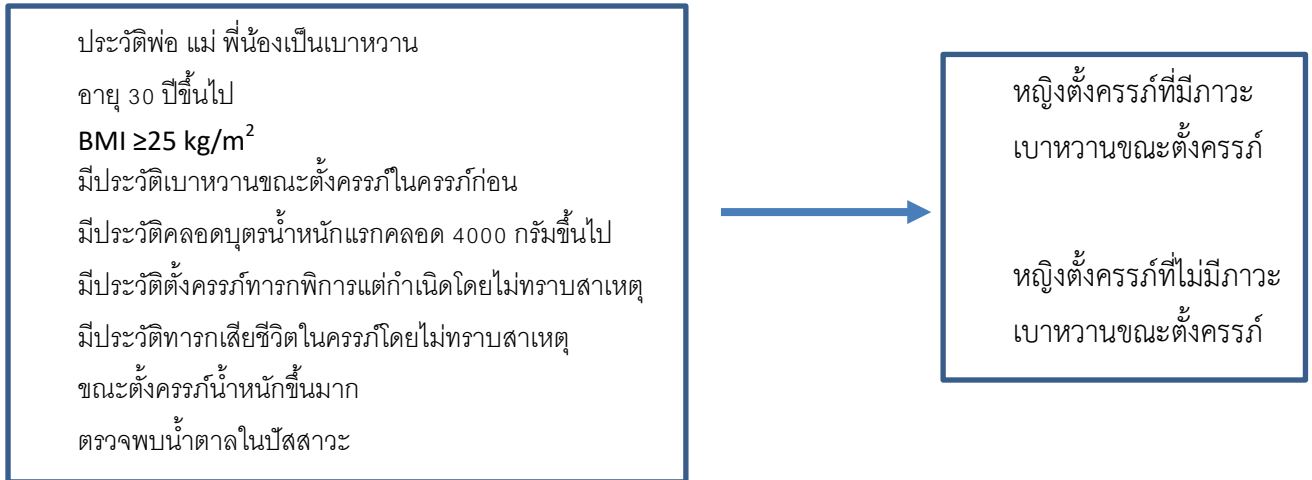 ประวัติพ่อ แม่ พี่น้องเป็นเบาหวาน
อายุ 30 ปีขึ้นไป
BMI ≥25 kg/m²
มีประวัติเบาหวานขณะตั้งครรภ์ในครรภ์ก่อน
มีประวัติคลอดบุตรน้ำหนักแรกคลอด 4000 กรัมขึ้นไป
มีประวัติตั้งครรภ์ทารกพิการแต่กำเนิดโดยไม่ทราบสาเหตุ
มีประวัติทารกเสียชีวิตในครรภ์โดยไม่ทราบสาเหตุ
ขณะตั้งครรภ์น้ำหนักขึ้นมาก
ตรวจพบน้ำตาลในปัสสาวะ
หญิงตั้งครรภ์ที่มีภาวะ
เบาหวานขณะตั้งครรภ์
หญิงตั้งครรภ์ที่ไม่มีภาวะ
เบาหวานขณะตั้งครรภ์